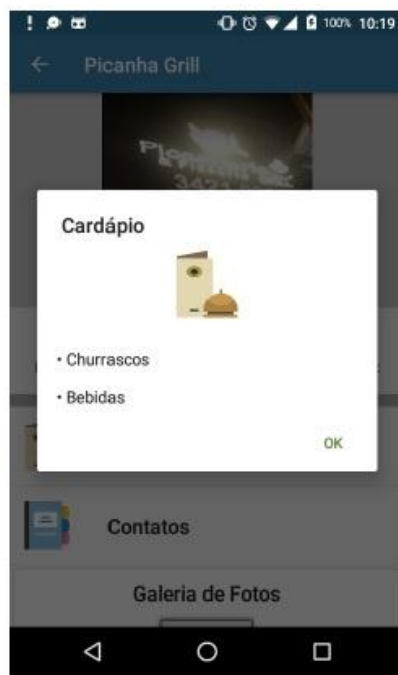 ! 100% 10:19
Picanha Grill
Cardápio
• Churrascos
• Bebidas
OK
Contatos
Galeria de Fotos